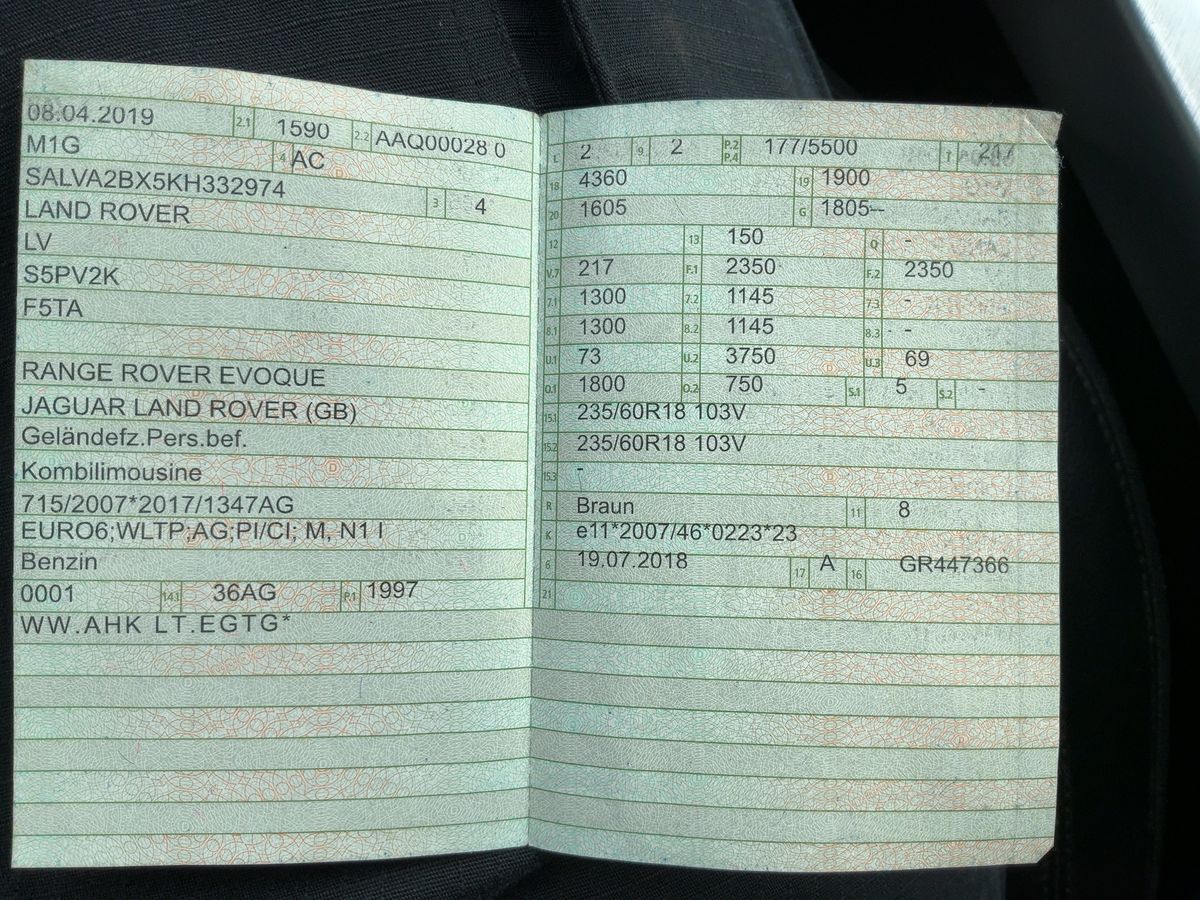 08.04.2019 2.1 1590 2.2 AAQ00028 0
M1G 4 AC
SALVA2BX5KH332974 3 4
LAND ROVER
LV
S5PV2K
F5TA
RANGE ROVER EVOQUE
JAGUAR LAND ROVER (GB)
Geländefz.Pers.bef.
Kombilimousine
715/2007*2017/1347AG
EURO6;WLTP;AG;PI/CI; M, N1 I
Benzin
0001 14.1 36AG P.1 1997
WW.AHK LT.EGTG*
L 2 9 2 P.2 P.4 177/5500 T
18 4360 19 1900
20 1605 G 1805--
12 13 150 Q -
V.7 217 F.1 2350 F.2 2350
7.1 1300 7.2 1145 7.3 -
8.1 1300 8.2 1145 8.3 -
U.1 73 U.2 3750 U.3 69
O.1 1800 O.2 750 S.1 5 S.2 -
15.1 235/60R18 103V
15.2 235/60R18 103V
15.3 -
R Braun 11 8
K e11*2007/46*0223*23
6 19.07.2018 17 A 16 GR447366
21